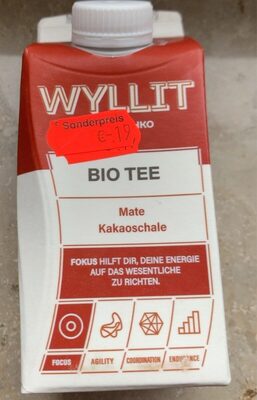 WYLLIT
Sonderpreis
€-.19
BIO TEE
Mate
Kakaoschale
FOKUS HILFT DIR, DEINE ENERGIE
AUF DAS WESENTLICHE
ZU RICHTEN.
FOCUS AGILITY COORDINATION ENDURANCE